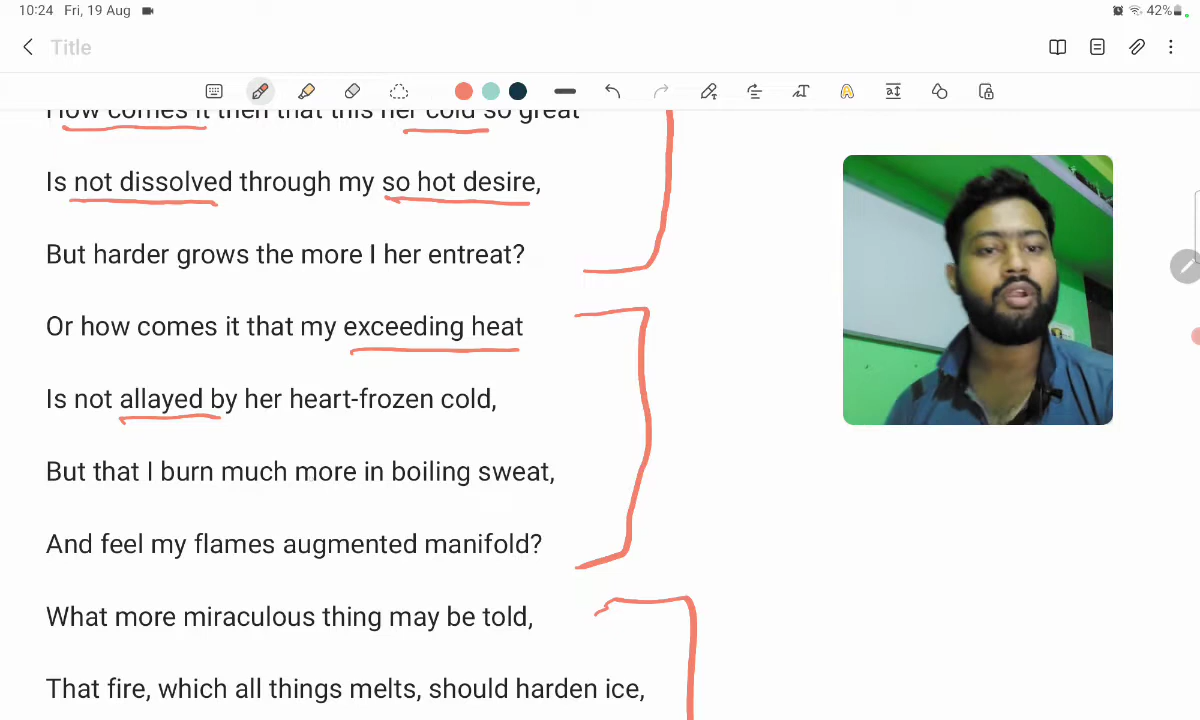 10:24 Fri, 19 Aug
42%
Title
How comes it then that this her cold so great
Is not dissolved through my so hot desire,
But harder grows the more I her entreat?
Or how comes it that my exceeding heat
Is not allayed by her heart-frozen cold,
But that I burn much more in boiling sweat,
And feel my flames augmented manifold?
What more miraculous thing may be told,
That fire, which all things melts, should harden ice,